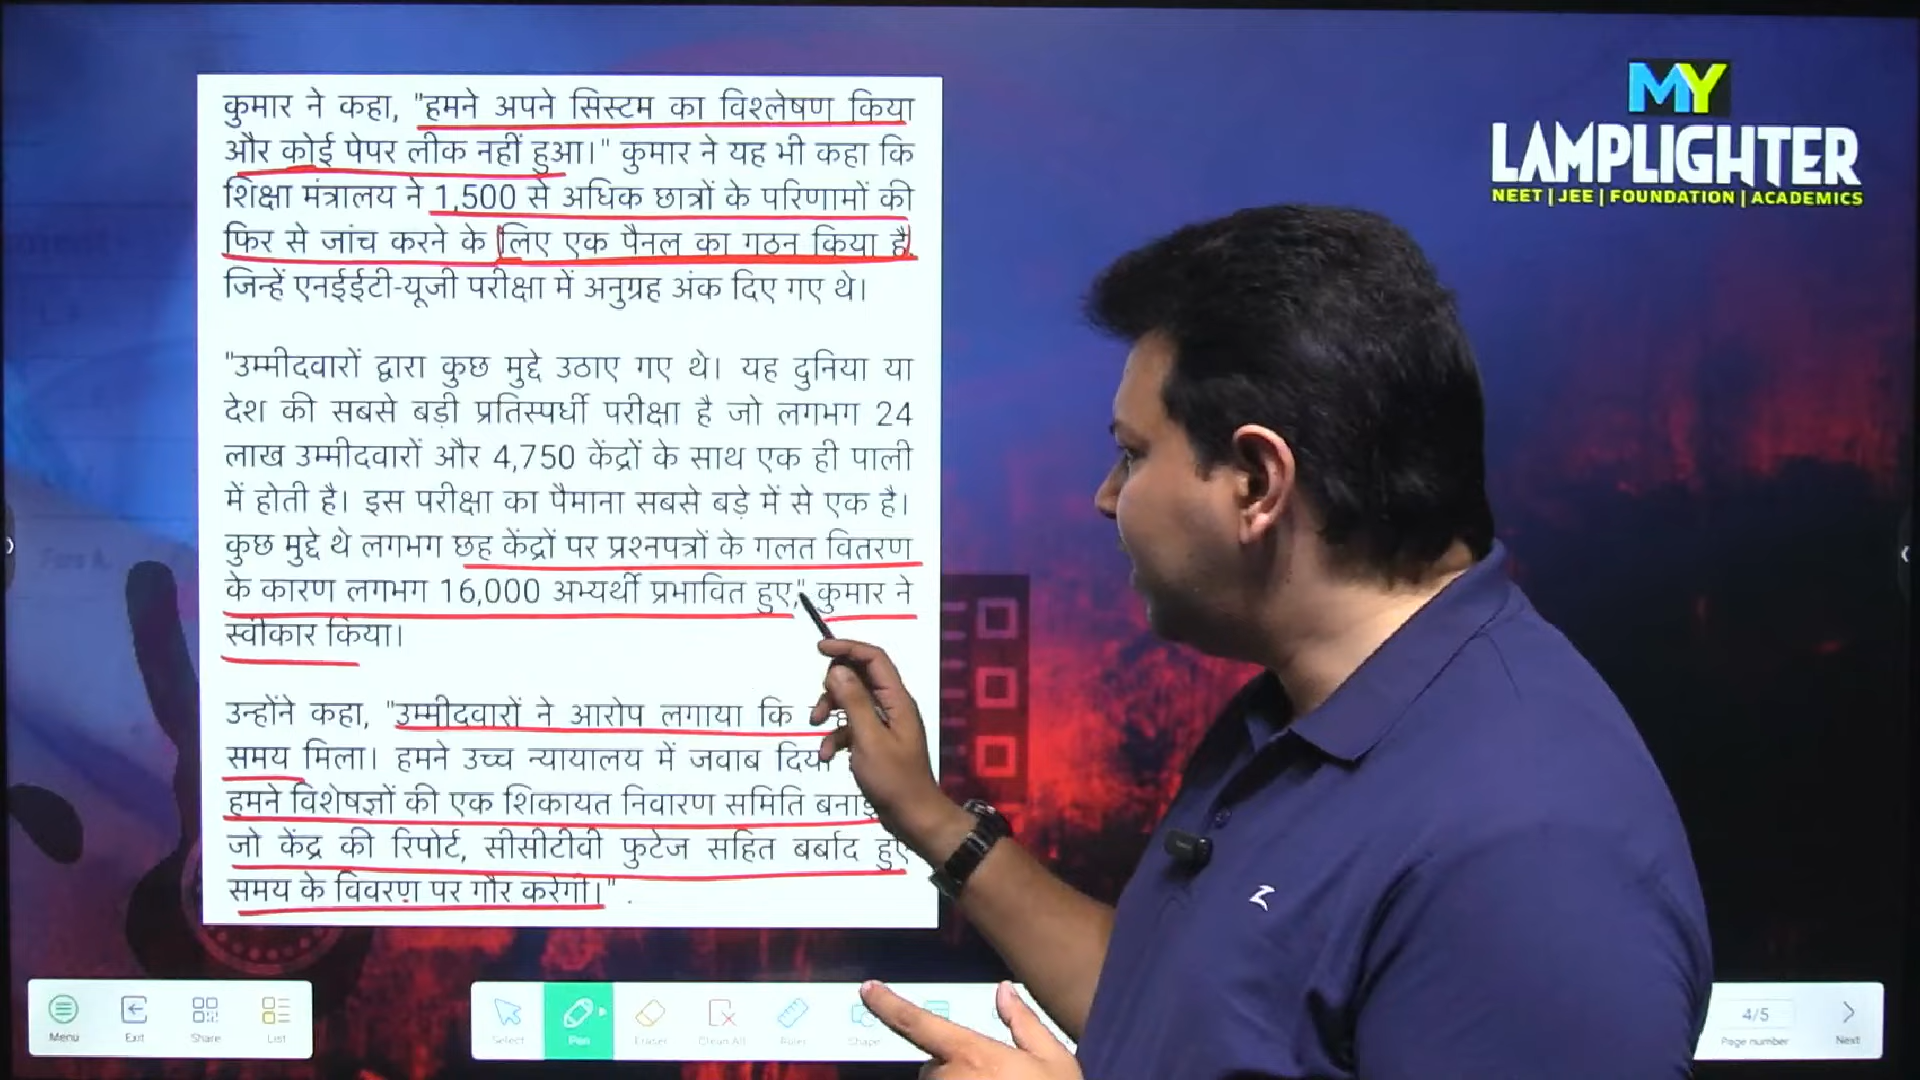 MY
LAMPLIGHTER
NEET | JEE | FOUNDATION | ACADEMICS
कुमार ने कहा, "हमने अपने सिस्टम का विश्लेषण किया
और कोई पेपर लीक नहीं हुआ।" कुमार ने यह भी कहा कि
शिक्षा मंत्रालय ने 1,500 से अधिक छात्रों के परिणामों की
फिर से जांच करने के लिए एक पैनल का गठन किया है,
जिन्हें एनईईटी-यूजी परीक्षा में अनुग्रह अंक दिए गए थे।
"उम्मीदवारों द्वारा कुछ मुद्दे उठाए गए थे। यह दुनिया या
देश की सबसे बड़ी प्रतिस्पर्धी परीक्षा है जो लगभग 24
लाख उम्मीदवारों और 4,750 केंद्रों के साथ एक ही पाली
में होती है। इस परीक्षा का पैमाना सबसे बड़े में से एक है।
कुछ मुद्दे थे लगभग छह केंद्रों पर प्रश्नपत्रों के गलत वितरण
के कारण लगभग 16,000 अभ्यर्थी प्रभावित हुए," कुमार ने
स्वीकार किया।
उन्होंने कहा, "उम्मीदवारों ने आरोप लगाया कि
समय मिला। हमने उच्च न्यायालय में जवाब दिया
हमने विशेषज्ञों की एक शिकायत निवारण समिति बनाई
जो केंद्र की रिपोर्ट, सीसीटीवी फुटेज सहित बर्बाद हुए
समय के विवरण पर गौर करेगी।"
Menu Exit Share List Select Pen Eraser Clean All Ruler Shape 4/5 Page number Next